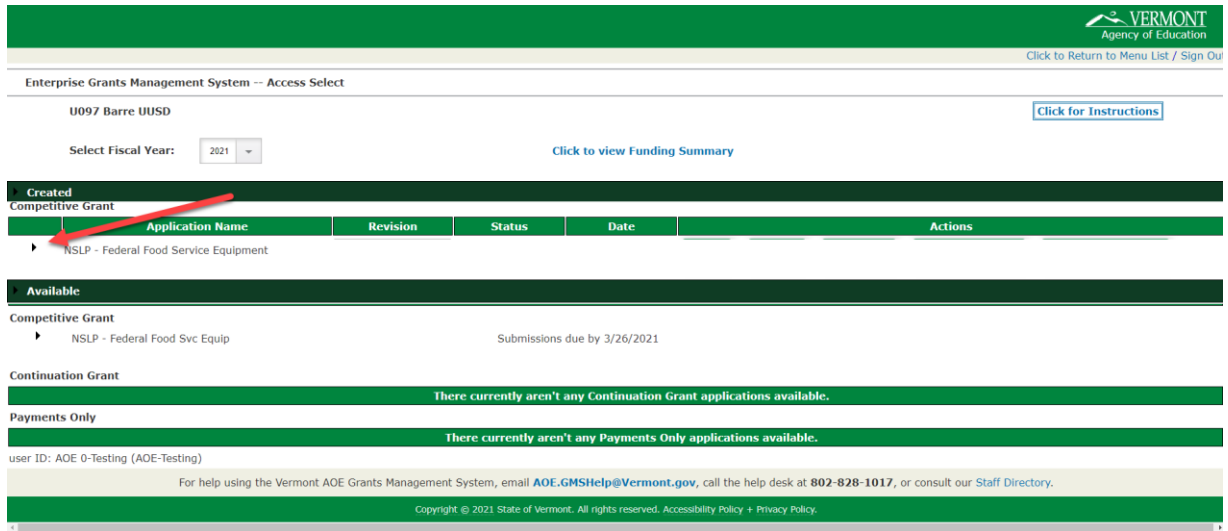 VERMONT
Agency of Education
Click to Return to Menu List / Sign Out
Enterprise Grants Management System -- Access Select
U097 Barre UUSD
Click for Instructions
Select Fiscal Year: 2021
Click to view Funding Summary
Created
Competitive Grant
Application Name Revision Status Date Actions
NSLP - Federal Food Service Equipment
Available
Competitive Grant
NSLP - Federal Food Svc Equip Submissions due by 3/26/2021
Continuation Grant
There currently aren't any Continuation Grant applications available.
Payments Only
There currently aren't any Payments Only applications available.
user ID: AOE 0-Testing (AOE-Testing)
For help using the Vermont AOE Grants Management System, email AOE.GMSHelp@Vermont.gov, call the help desk at 802-828-1017, or consult our Staff Directory.
Copyright © 2021 State of Vermont. All rights reserved. Accessibility Policy + Privacy Policy.